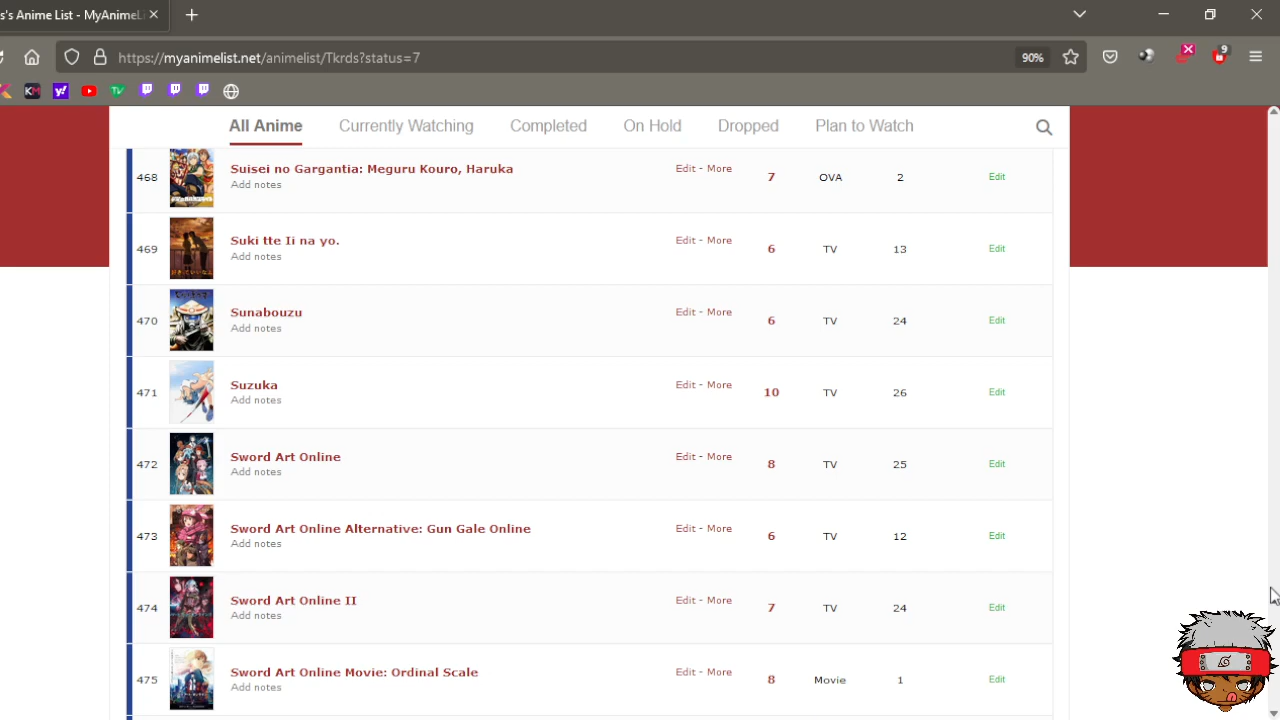 's Anime List - MyAnimeL
https://myanimelist.net/animelist/Tkrds?status=7
90%
9
KM
y!
TV
All Anime
Currently Watching
Completed
On Hold
Dropped
Plan to Watch
468
Suisei no Gargantia: Meguru Kouro, Haruka
Add notes
Edit - More
7
OVA
2
Edit
469
Suki tte Ii na yo.
Add notes
Edit - More
6
TV
13
Edit
470
Sunabouzu
Add notes
Edit - More
6
TV
24
Edit
471
Suzuka
Add notes
Edit - More
10
TV
26
Edit
472
Sword Art Online
Add notes
Edit - More
8
TV
25
Edit
473
Sword Art Online Alternative: Gun Gale Online
Add notes
Edit - More
6
TV
12
Edit
474
Sword Art Online II
Add notes
Edit - More
7
TV
24
Edit
475
Sword Art Online Movie: Ordinal Scale
Add notes
Edit - More
8
Movie
1
Edit